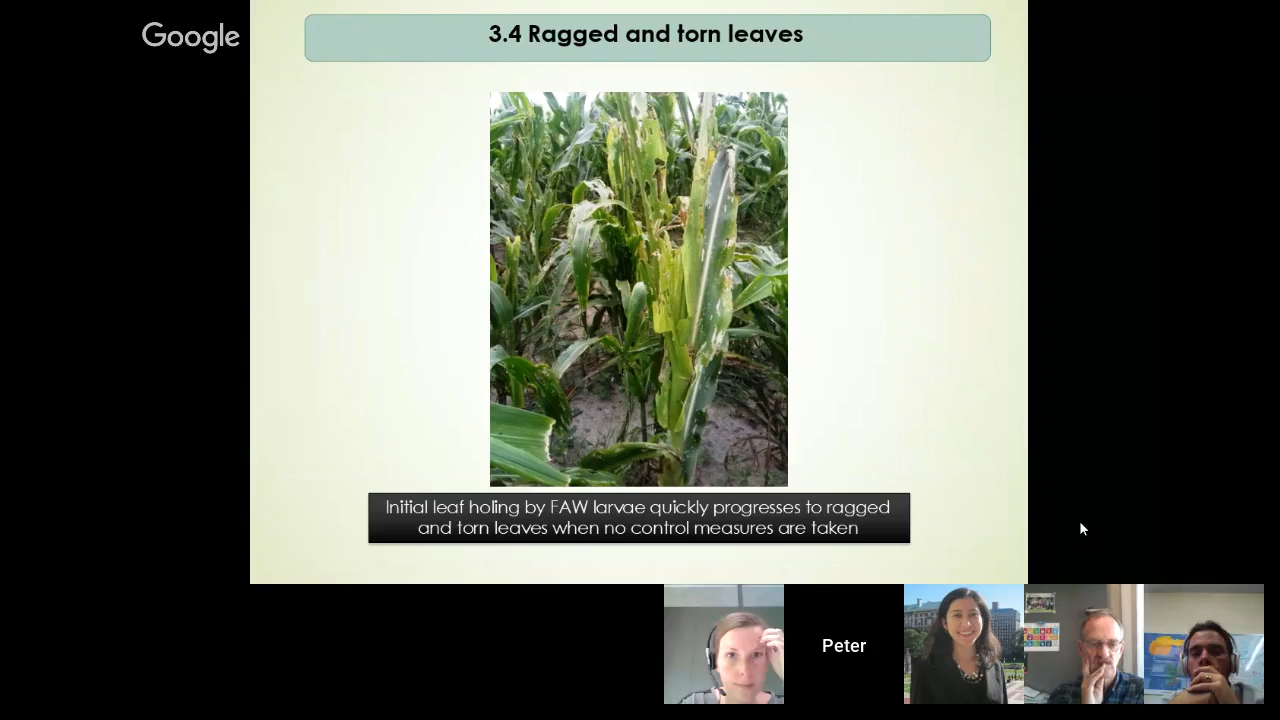 Google
3.4 Ragged and torn leaves
Initial leaf holing by FAW larvae quickly progresses to ragged
and torn leaves when no control measures are taken
Peter